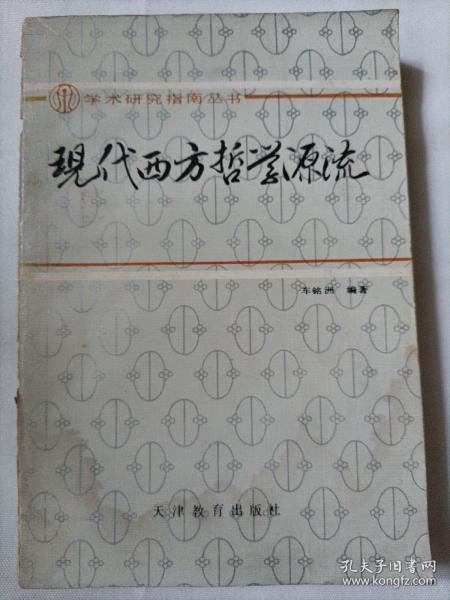 学术研究指南丛书
现代西方哲学源流
车铭洲 编著
天津教育出版社
孔夫子旧书网
www.kongfz.com